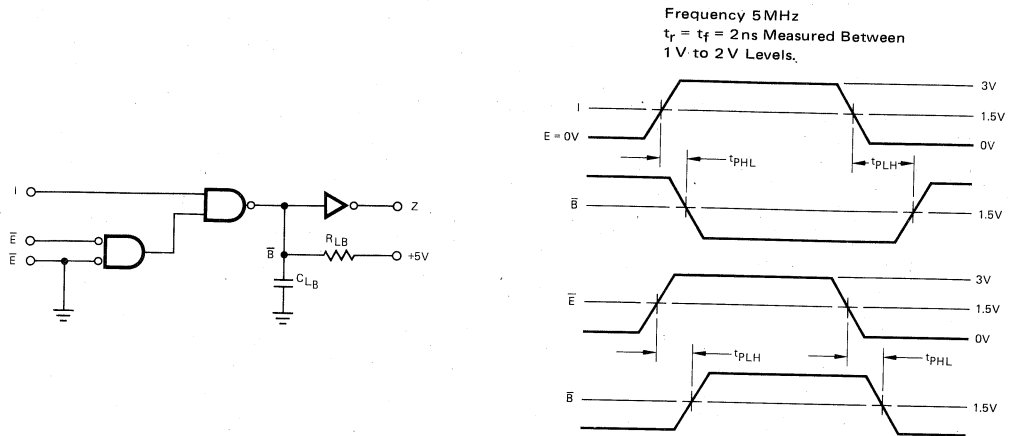 Frequency 5MHz
tr = tf = 2ns Measured Between
1V to 2V Levels.
3V
I
1.5V
E = 0V
0V
tPHL
tPLH
B̅
1.5V
I
Z
E̅
RLB
B̅
+5V
E̅
CLB
3V
E̅
1.5V
0V
tPLH
tPHL
B̅
1.5V